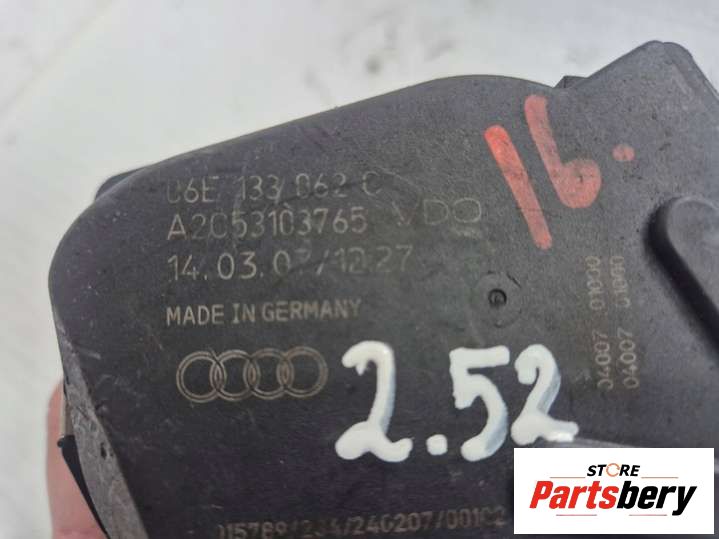 06E 133 062 C
A2C53103765 VDO
16.
14.03.07/12:27
MADE IN GERMANY
04007 01000
04007 01000
2.52
STORE
Partsbery